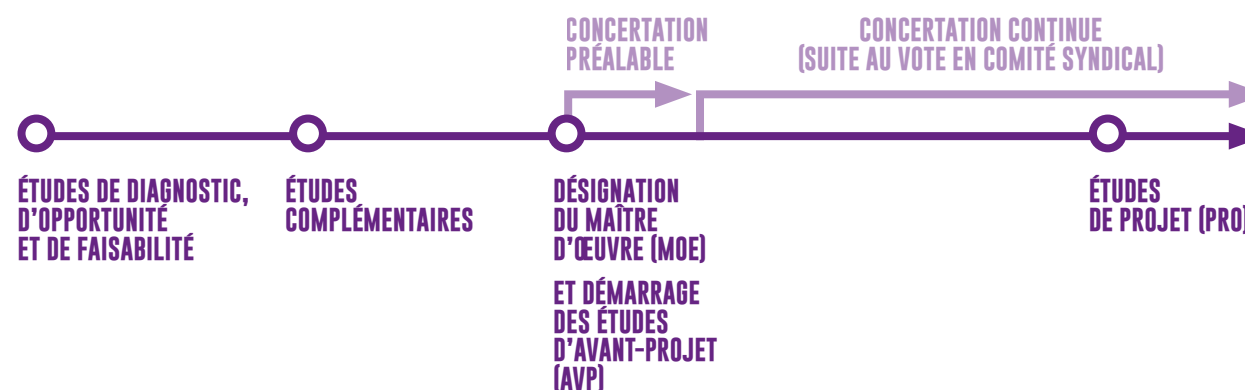 CONCERTATION
PRÉALABLE
CONCERTATION CONTINUE
(SUITE AU VOTE EN COMITÉ SYNDICAL)
ÉTUDES DE DIAGNOSTIC,
D'OPPORTUNITÉ
ET DE FAISABILITÉ
ÉTUDES
COMPLÉMENTAIRES
DÉSIGNATION
DU MAÎTRE
D'ŒUVRE (MOE)
ET DÉMARRAGE
DES ÉTUDES
D'AVANT-PROJET
(AVP)
ÉTUDES
DE PROJET (PRO)